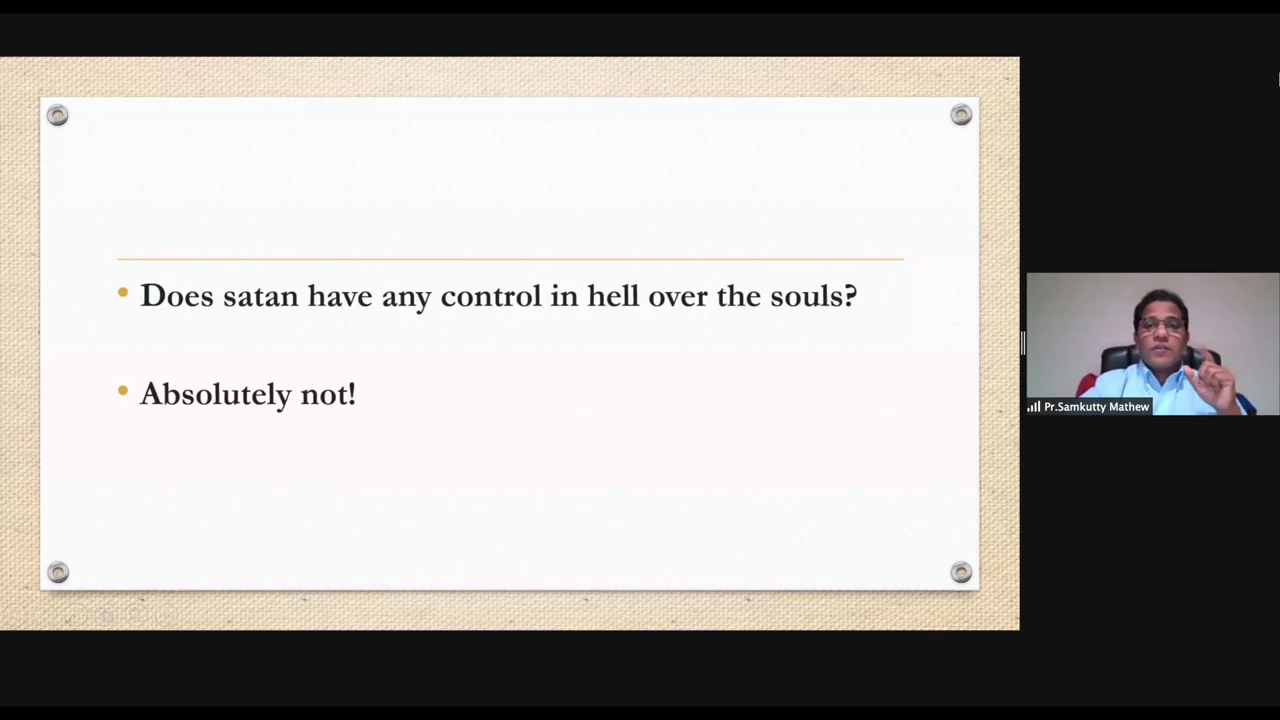 • Does satan have any control in hell over the souls?
• Absolutely not!
Pr.Samkutty Mathew